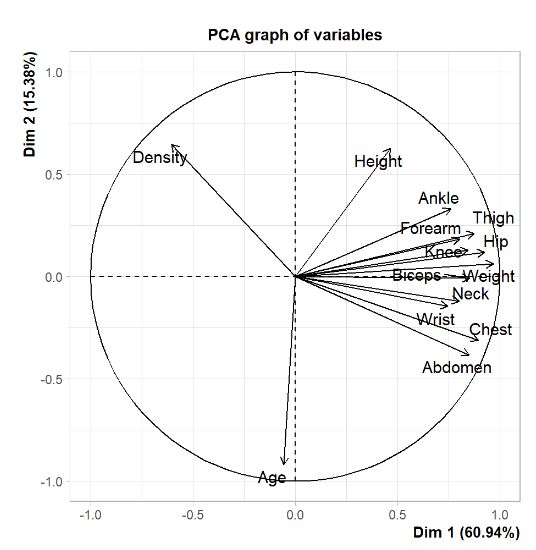 PCA graph of variables
Dim 2 (15.38%)
1.0
0.5
0.0
-0.5
-1.0
Density
Height
Ankle
Thigh
Forearm
Hip
Knee
Biceps
Weight
Neck
Wrist
Chest
Abdomen
Age
-1.0 -0.5 0.0 0.5 1.0
Dim 1 (60.94%)